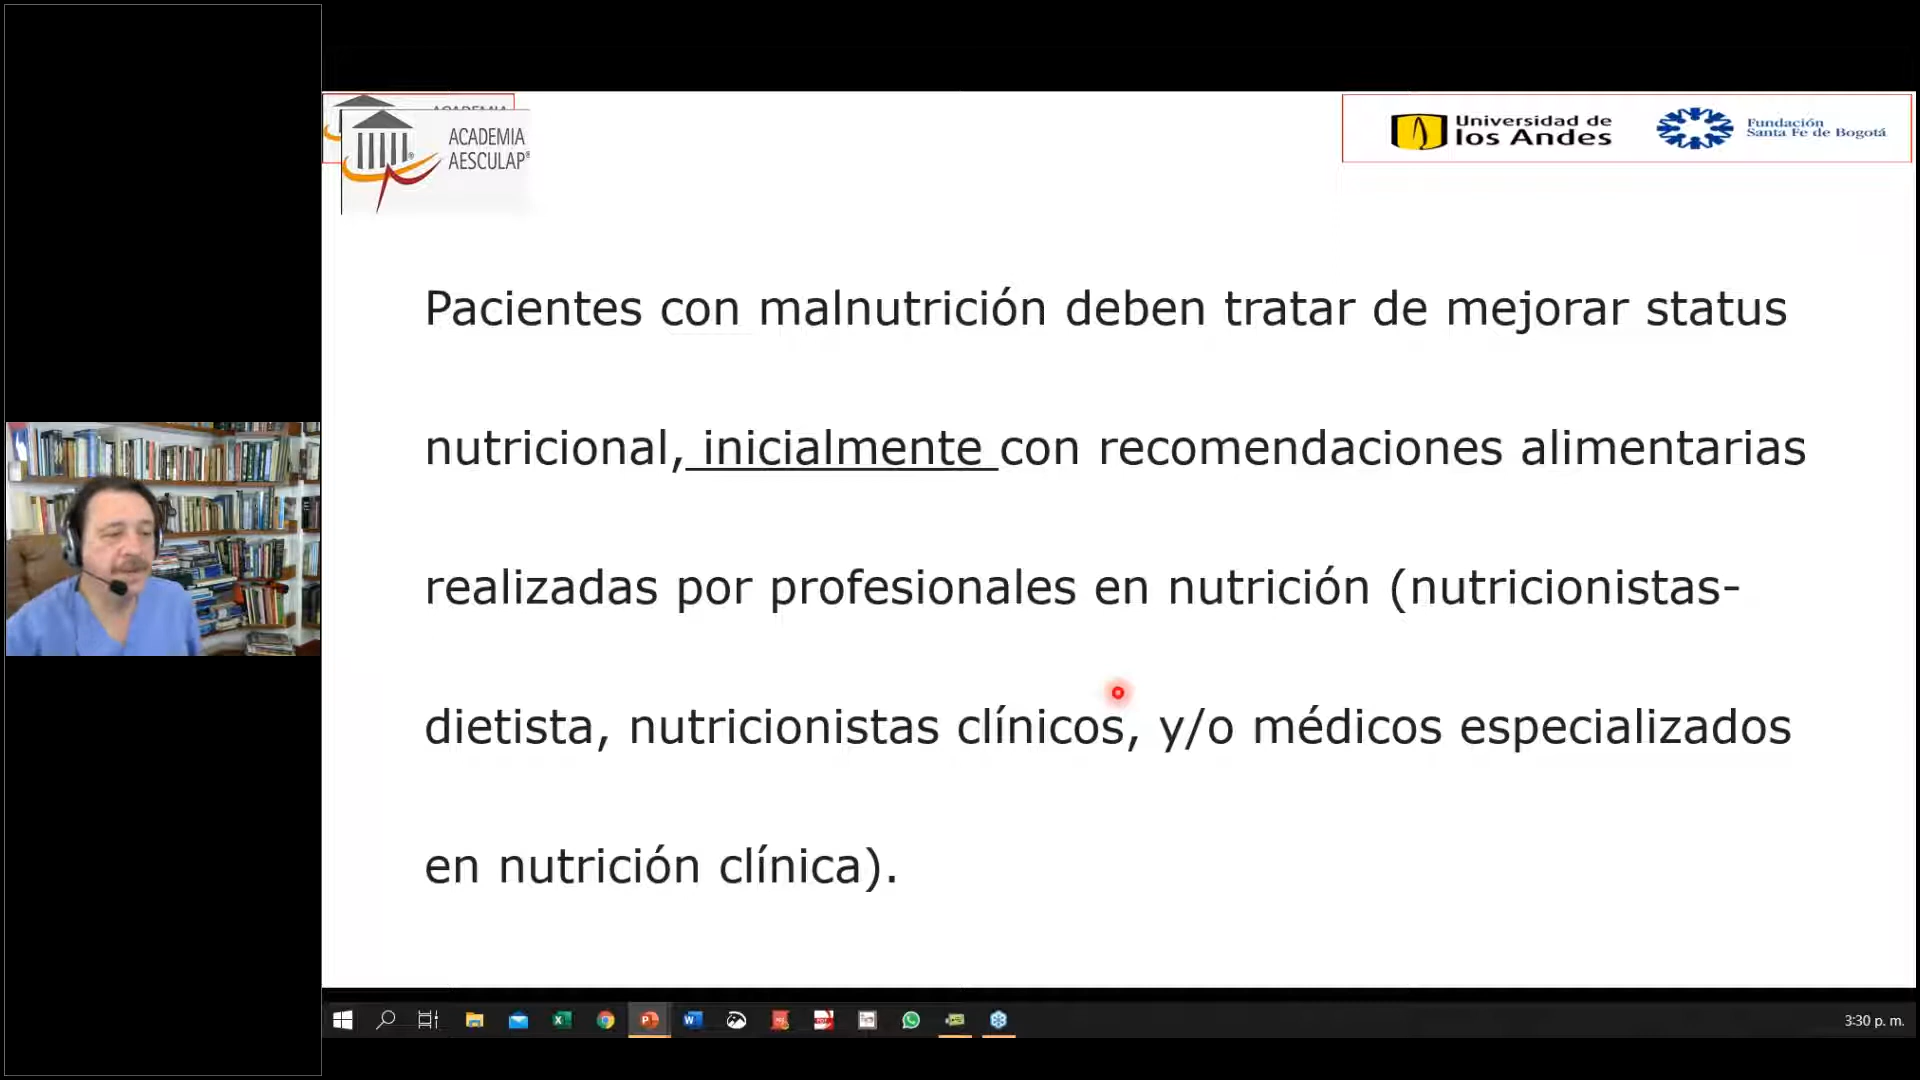 ACADEMIA
ACADEMIA
AESCULAP®
Universidad de
los Andes
Fundación
Santa Fe de Bogotá
Pacientes con malnutrición deben tratar de mejorar status
nutricional, inicialmente con recomendaciones alimentarias
realizadas por profesionales en nutrición (nutricionistas-
dietista, nutricionistas clínicos, y/o médicos especializados
en nutrición clínica).
3:30 p. m.